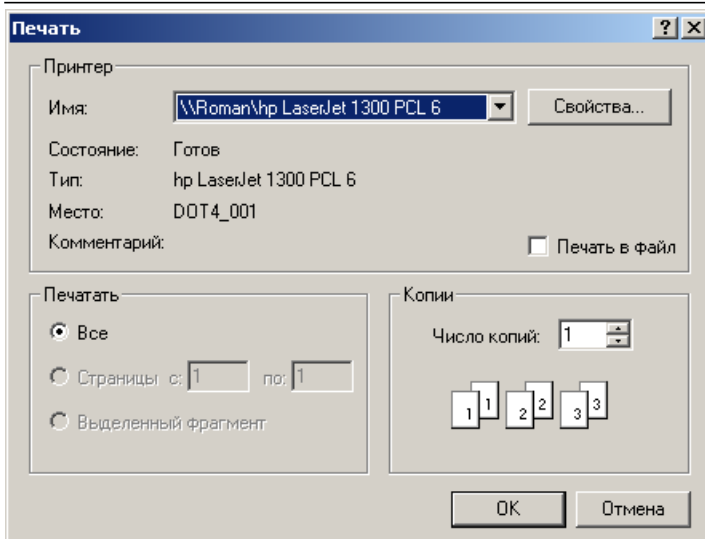 Печать
Принтер
Имя: \\Roman\hp LaserJet 1300 PCL 6 Свойства...
Состояние: Готов
Тип: hp LaserJet 1300 PCL 6
Место: DOT4_001
Комментарий: Печать в файл
Печатать
Все
Страницы с: 1 по: 1
Выделенный фрагмент
Копии
Число копий: 1
1 1 2 2 3 3
OK Отмена